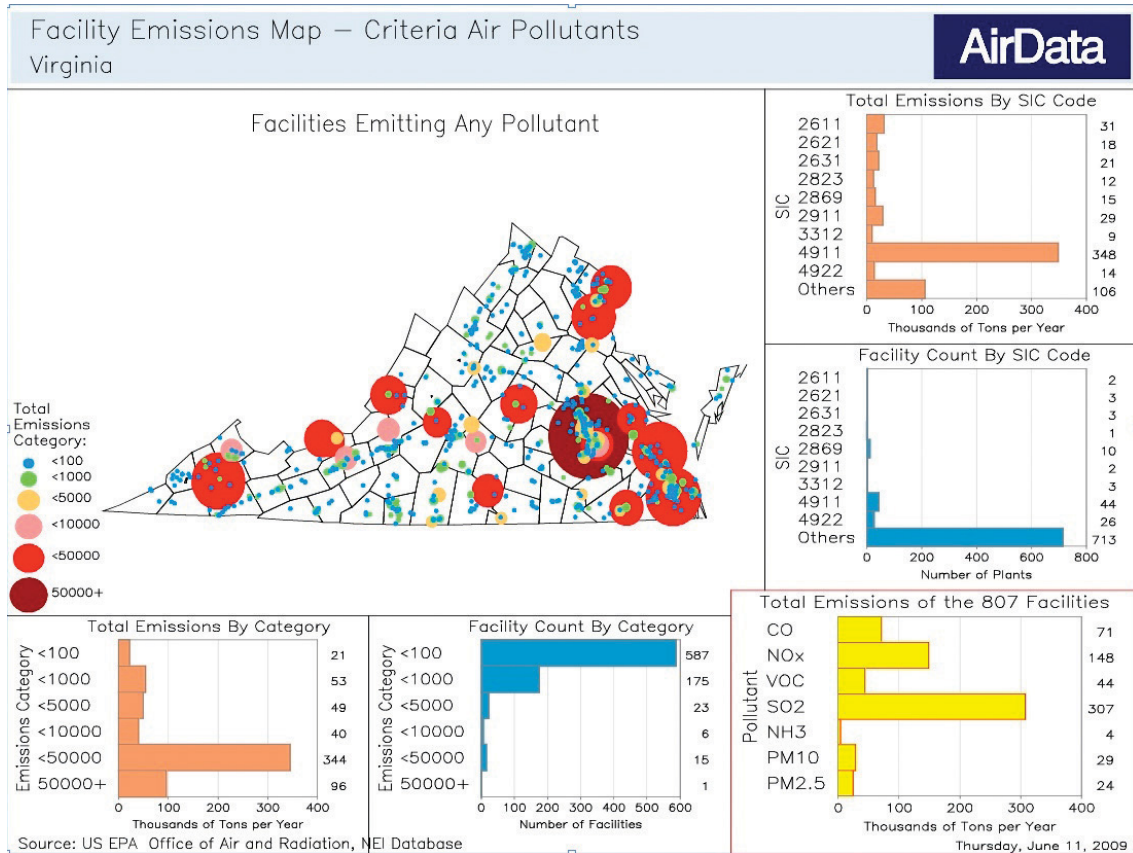 Facility Emissions Map – Criteria Air Pollutants
Virginia
AirData
Facilities Emitting Any Pollutant
Total
Emissions
Category:
<100
<1000
<5000
<10000
<50000
50000+
Total Emissions By SIC Code
SIC
2611 31
2621 18
2631 21
2823 12
2869 15
2911 29
3312 9
4911 348
4922 14
Others 106
0 100 200 300 400
Thousands of Tons per Year
Facility Count By SIC Code
SIC
2611 2
2621 3
2631 3
2823 1
2869 10
2911 2
3312 3
4911 44
4922 26
Others 713
0 200 400 600 800
Number of Plants
Total Emissions By Category
Emissions Category
<100 21
<1000 53
<5000 49
<10000 40
<50000 344
50000+ 96
0 100 200 300 400
Thousands of Tons per Year
Facility Count By Category
Emissions Category
<100 587
<1000 175
<5000 23
<10000 6
<50000 15
50000+ 1
0 100 200 300 400 500 600
Number of Facilities
Total Emissions of the 807 Facilities
Pollutant
CO 71
NOx 148
VOC 44
SO2 307
NH3 4
PM10 29
PM2.5 24
0 100 200 300 400
Thousands of Tons per Year
Source: US EPA Office of Air and Radiation, NEI Database
Thursday, June 11, 2009